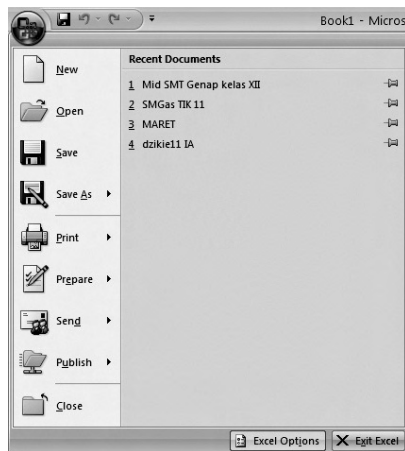 Book1 - Micros
New
Open
Save
Save As
Print
Prepare
Send
Publish
Close
Recent Documents
1 Mid SMT Genap kelas XII
2 SMGas TIK 11
3 MARET
4 dzikie11 IA
Excel Options
Exit Excel